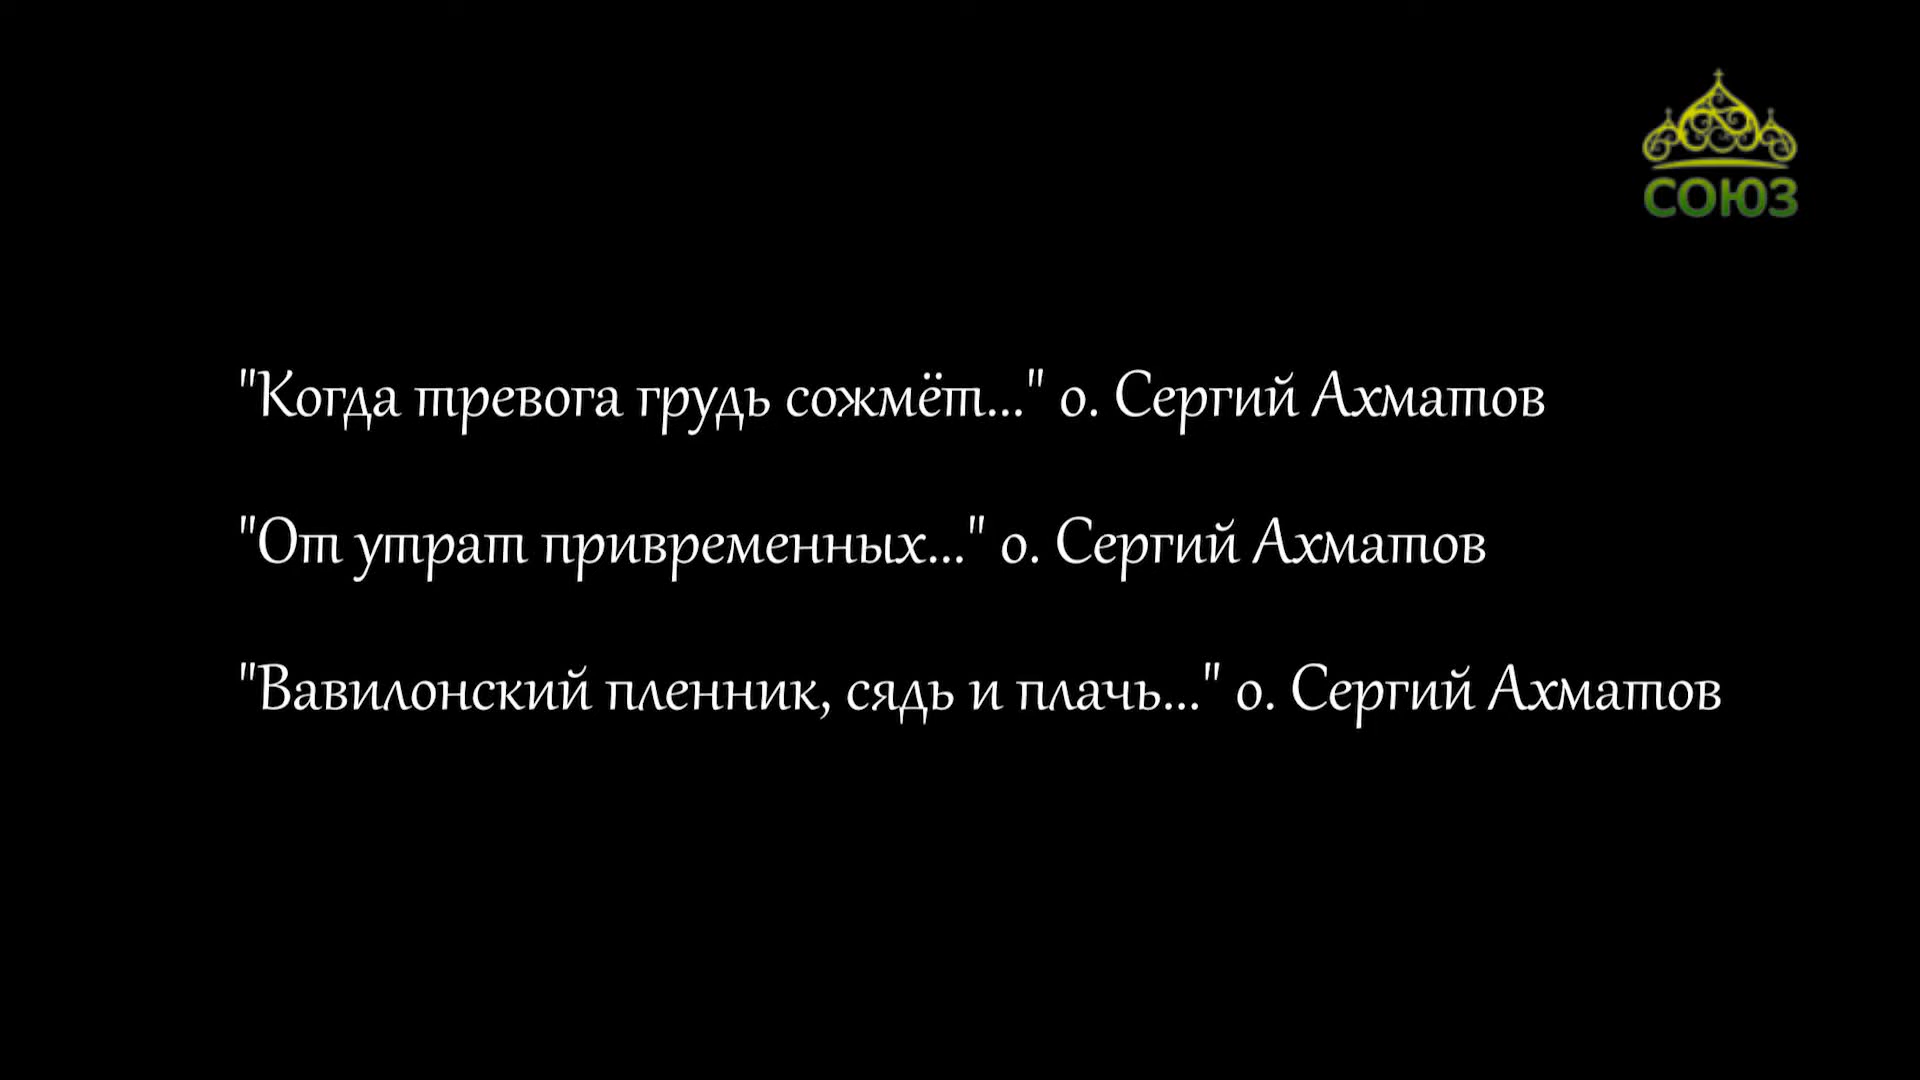 СОЮЗ
"Когда тревога грудь сожмёт..." о. Сергий Ахматов
"От утрат привременных..." о. Сергий Ахматов
"Вавилонский пленник, сядь и плачь..." о. Сергий Ахматов